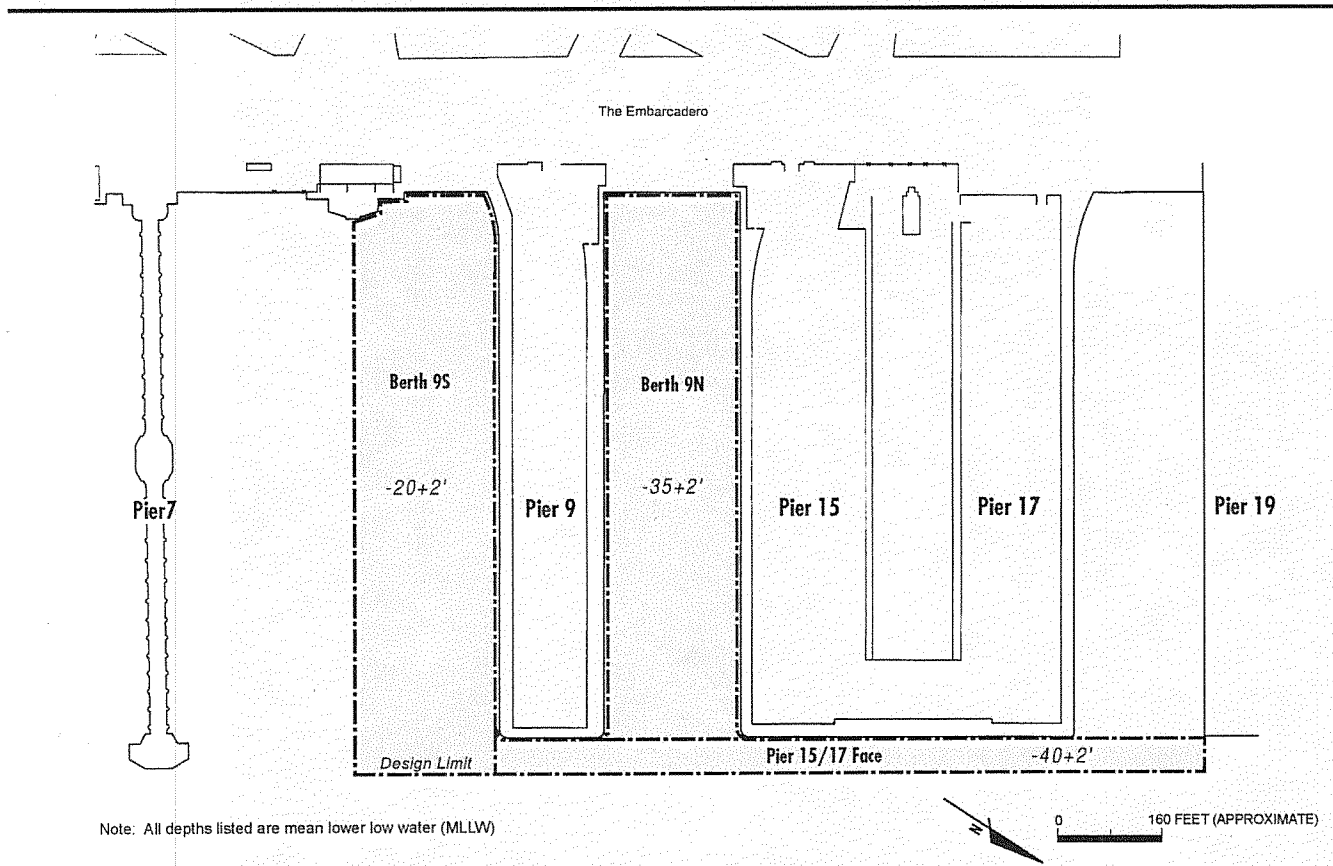 The Embarcadero
Berth 9S
Berth 9N
-20+2'
-35+2'
Pier7
Pier 9
Pier 15
Pier 17
Pier 19
Pier 15/17 Face
-40+2'
Design Limit
Note: All depths listed are mean lower low water (MLLW)
N
0
160 FEET (APPROXIMATE)